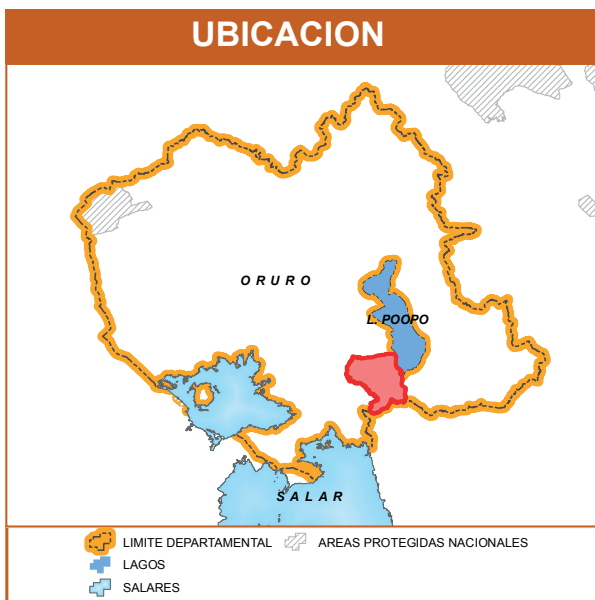 UBICACION
ORURO
L. POOPO
SALAR
LIMITE DEPARTAMENTAL
AREAS PROTEGIDAS NACIONALES
LAGOS
SALARES